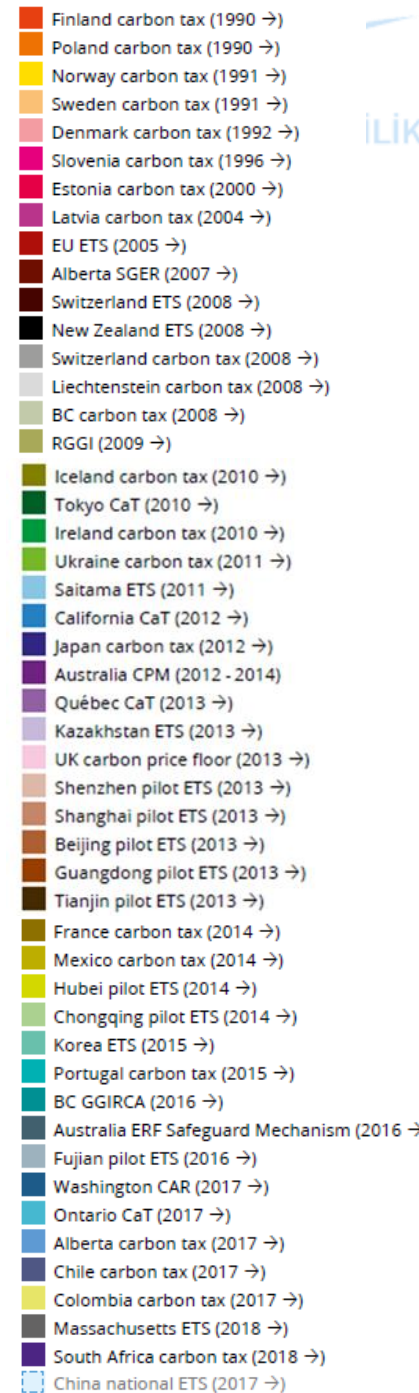 Finland carbon tax (1990 →)
Poland carbon tax (1990 →)
Norway carbon tax (1991 →)
Sweden carbon tax (1991 →)
Denmark carbon tax (1992 →)
İLİK
Slovenia carbon tax (1996 →)
Estonia carbon tax (2000 →)
Latvia carbon tax (2004 →)
EU ETS (2005 →)
Alberta SGER (2007 →)
Switzerland ETS (2008 →)
New Zealand ETS (2008 →)
Switzerland carbon tax (2008 →)
Liechtenstein carbon tax (2008 →)
BC carbon tax (2008 →)
RGGI (2009 →)
Iceland carbon tax (2010 →)
Tokyo CaT (2010 →)
Ireland carbon tax (2010 →)
Ukraine carbon tax (2011 →)
Saitama ETS (2011 →)
California CaT (2012 →)
Japan carbon tax (2012 →)
Australia CPM (2012 - 2014)
Québec CaT (2013 →)
Kazakhstan ETS (2013 →)
UK carbon price floor (2013 →)
Shenzhen pilot ETS (2013 →)
Shanghai pilot ETS (2013 →)
Beijing pilot ETS (2013 →)
Guangdong pilot ETS (2013 →)
Tianjin pilot ETS (2013 →)
France carbon tax (2014 →)
Mexico carbon tax (2014 →)
Hubei pilot ETS (2014 →)
Chongqing pilot ETS (2014 →)
Korea ETS (2015 →)
Portugal carbon tax (2015 →)
BC GGIRCA (2016 →)
Australia ERF Safeguard Mechanism (2016 →
Fujian pilot ETS (2016 →)
Washington CAR (2017 →)
Ontario CaT (2017 →)
Alberta carbon tax (2017 →)
Chile carbon tax (2017 →)
Colombia carbon tax (2017 →)
Massachusetts ETS (2018 →)
South Africa carbon tax (2018 →)
China national ETS (2017 →)